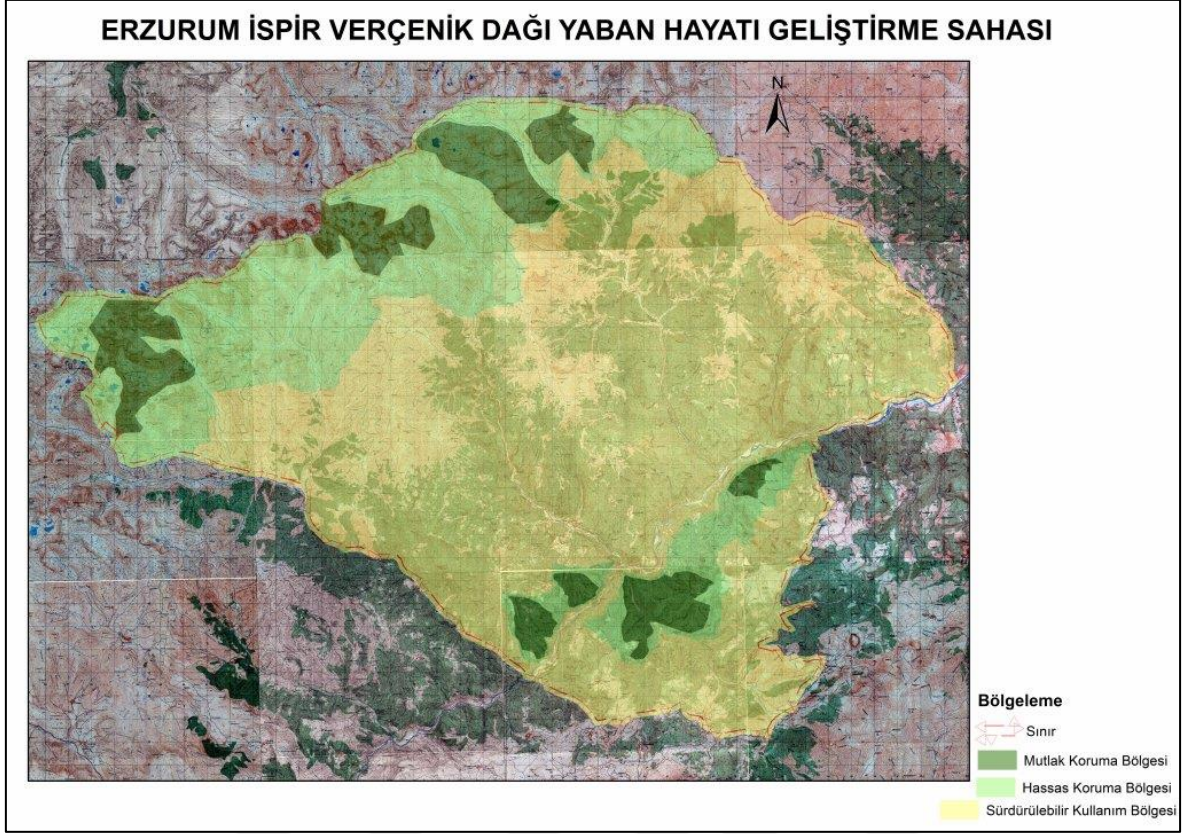 ERZURUM İSPİR VERÇENİK DAĞI YABAN HAYATI GELİŞTİRME SAHASI
N
Bölgeleme
Sınır
Mutlak Koruma Bölgesi
Hassas Koruma Bölgesi
Sürdürülebilir Kullanım Bölgesi